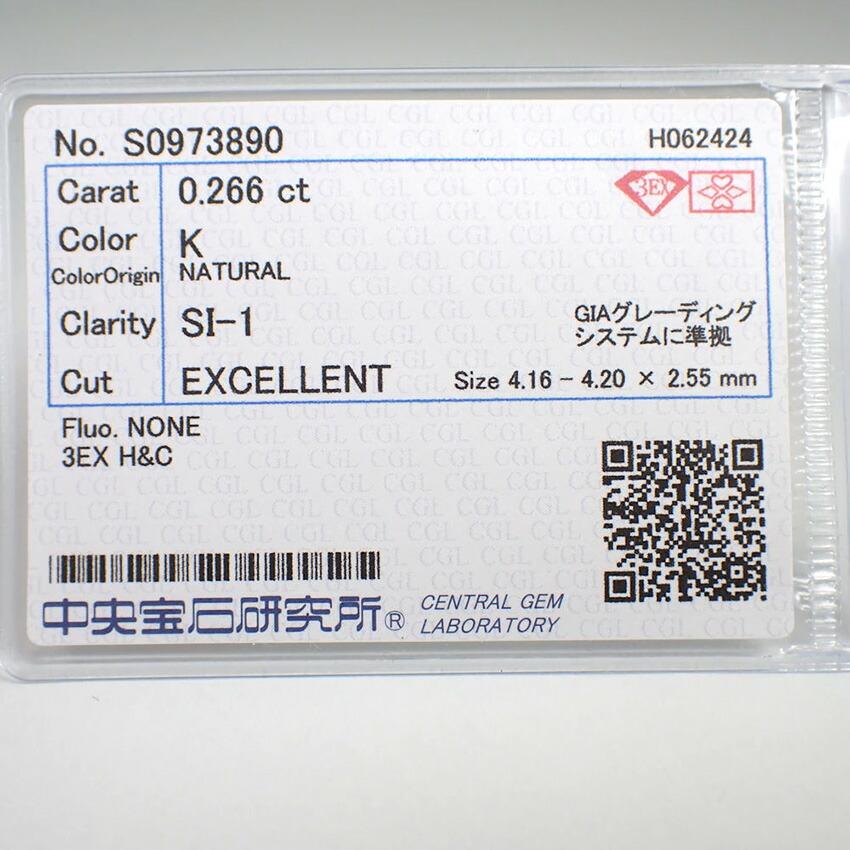 No. S0973890 H062424
Carat 0.266 ct
3EX
Color K
ColorOrigin NATURAL
Clarity SI-1
GIAグレーディング
システムに準拠
Cut EXCELLENT Size 4.16 - 4.20 × 2.55 mm
Fluo. NONE
3EX H&C
中央宝石研究所® CENTRAL GEM
LABORATORY